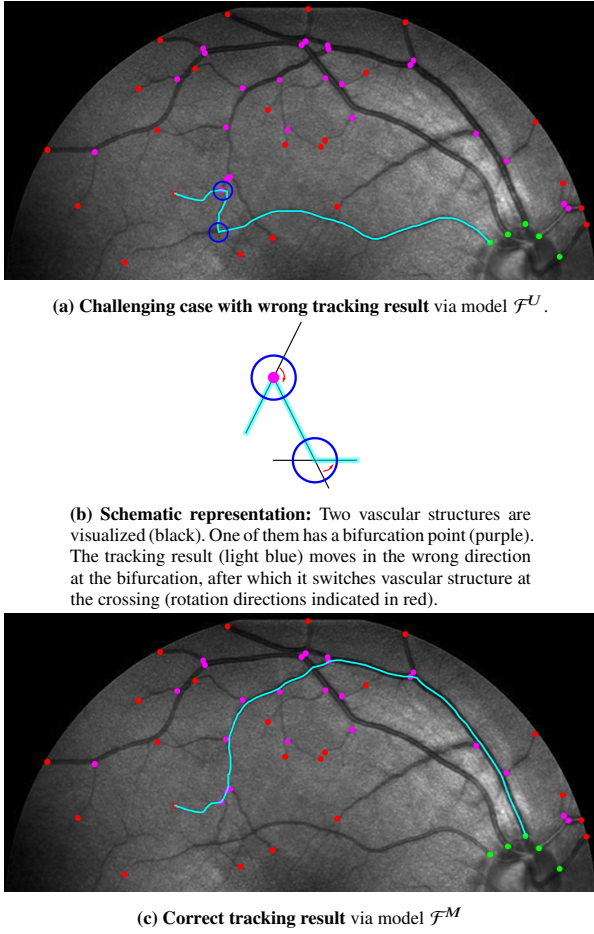 (a) Challenging case with wrong tracking result via model ℱᵁ.
(b) Schematic representation: Two vascular structures are
visualized (black). One of them has a bifurcation point (purple).
The tracking result (light blue) moves in the wrong direction
at the bifurcation, after which it switches vascular structure at
the crossing (rotation directions indicated in red).
(c) Correct tracking result via model ℱᴹ